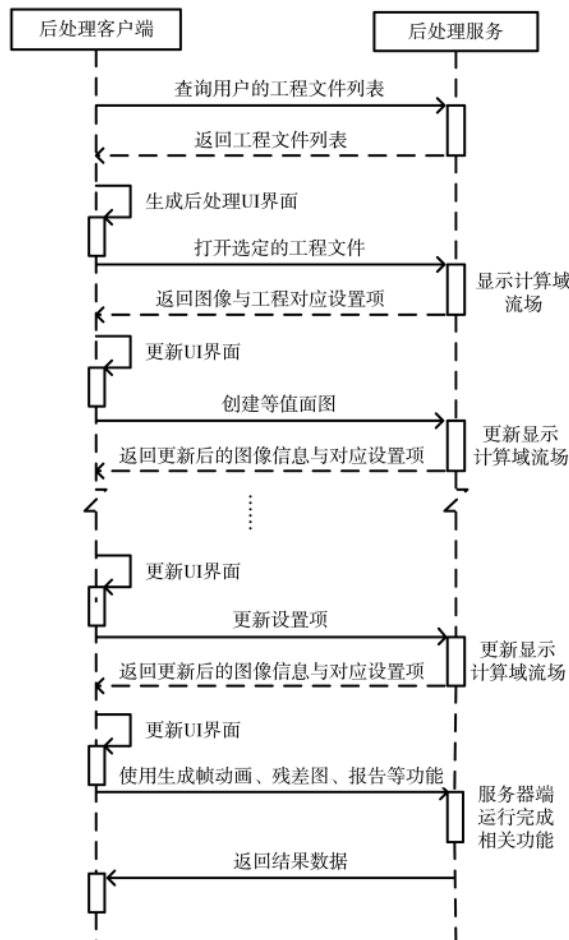 后处理客户端
后处理服务
查询用户的工程文件列表
返回工程文件列表
生成后处理UI界面
打开选定的工程文件
显示计算域
流场
返回图像与工程对应设置项
更新UI界面
创建等值面图
更新显示
计算域流场
返回更新后的图像信息与对应设置项
......
更新UI界面
更新设置项
更新显示
计算域流场
返回更新后的图像信息与对应设置项
更新UI界面
使用生成帧动画、残差图、报告等功能
服务器端
运行完成
相关功能
返回结果数据